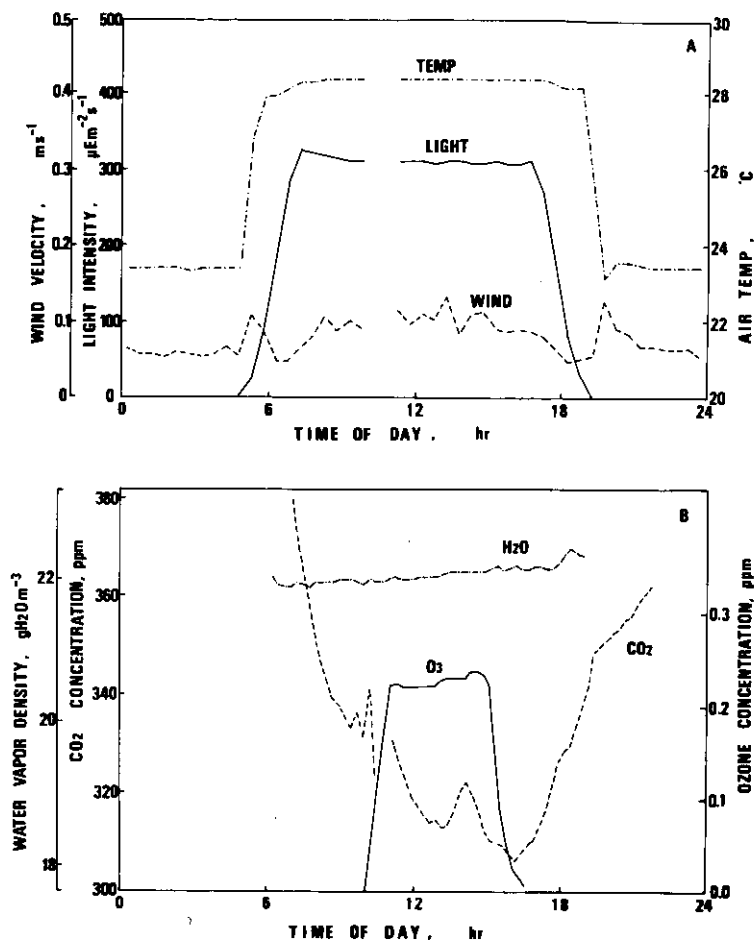 A
TEMP
LIGHT
WIND
WIND VELOCITY, ms⁻¹
0.5
0.4
0.3
0.2
0.1
0
LIGHT INTENSITY, µEm⁻²s⁻¹
500
400
300
200
100
0
AIR TEMP, °C
30
28
26
24
22
20
0 6 12 18 24
TIME OF DAY, hr
B
H2O
O3
CO2
WATER VAPOR DENSITY, gH2Om⁻³
22
20
18
CO2 CONCENTRATION, ppm
380
360
340
320
300
OZONE CONCENTRATION, ppm
0.3
0.2
0.1
0.0
0 6 12 18 24
TIME OF DAY, hr